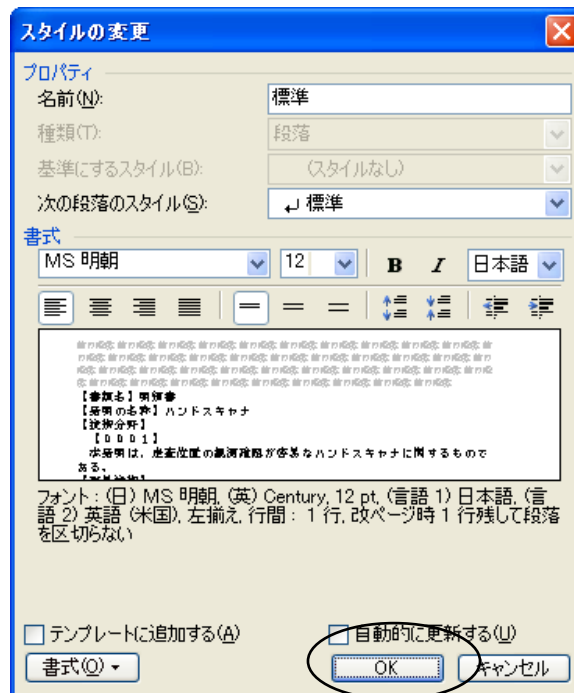 スタイルの変更
プロパティ
名前(N): 標準
種類(T): 段落
基準にするスタイル(B): (スタイルなし)
次の段落のスタイル(S): ↵ 標準
書式
MS 明朝 12 B I 日本語
【書類名】明細書
【発明の名称】ハンドスキャナ
【技術分野】
【0001】
本発明は、走査位置の観測確認が容易なハンドスキャナに関するもので
ある。
フォント : (日) MS 明朝, (英) Century, 12 pt, (言語 1) 日本語, (言
語 2) 英語 (米国), 左揃え, 行間 : 1 行, 改ページ時 1 行残して段落
を区切らない
テンプレートに追加する(A) 自動的に更新する(U)
書式(O) OK キャンセル